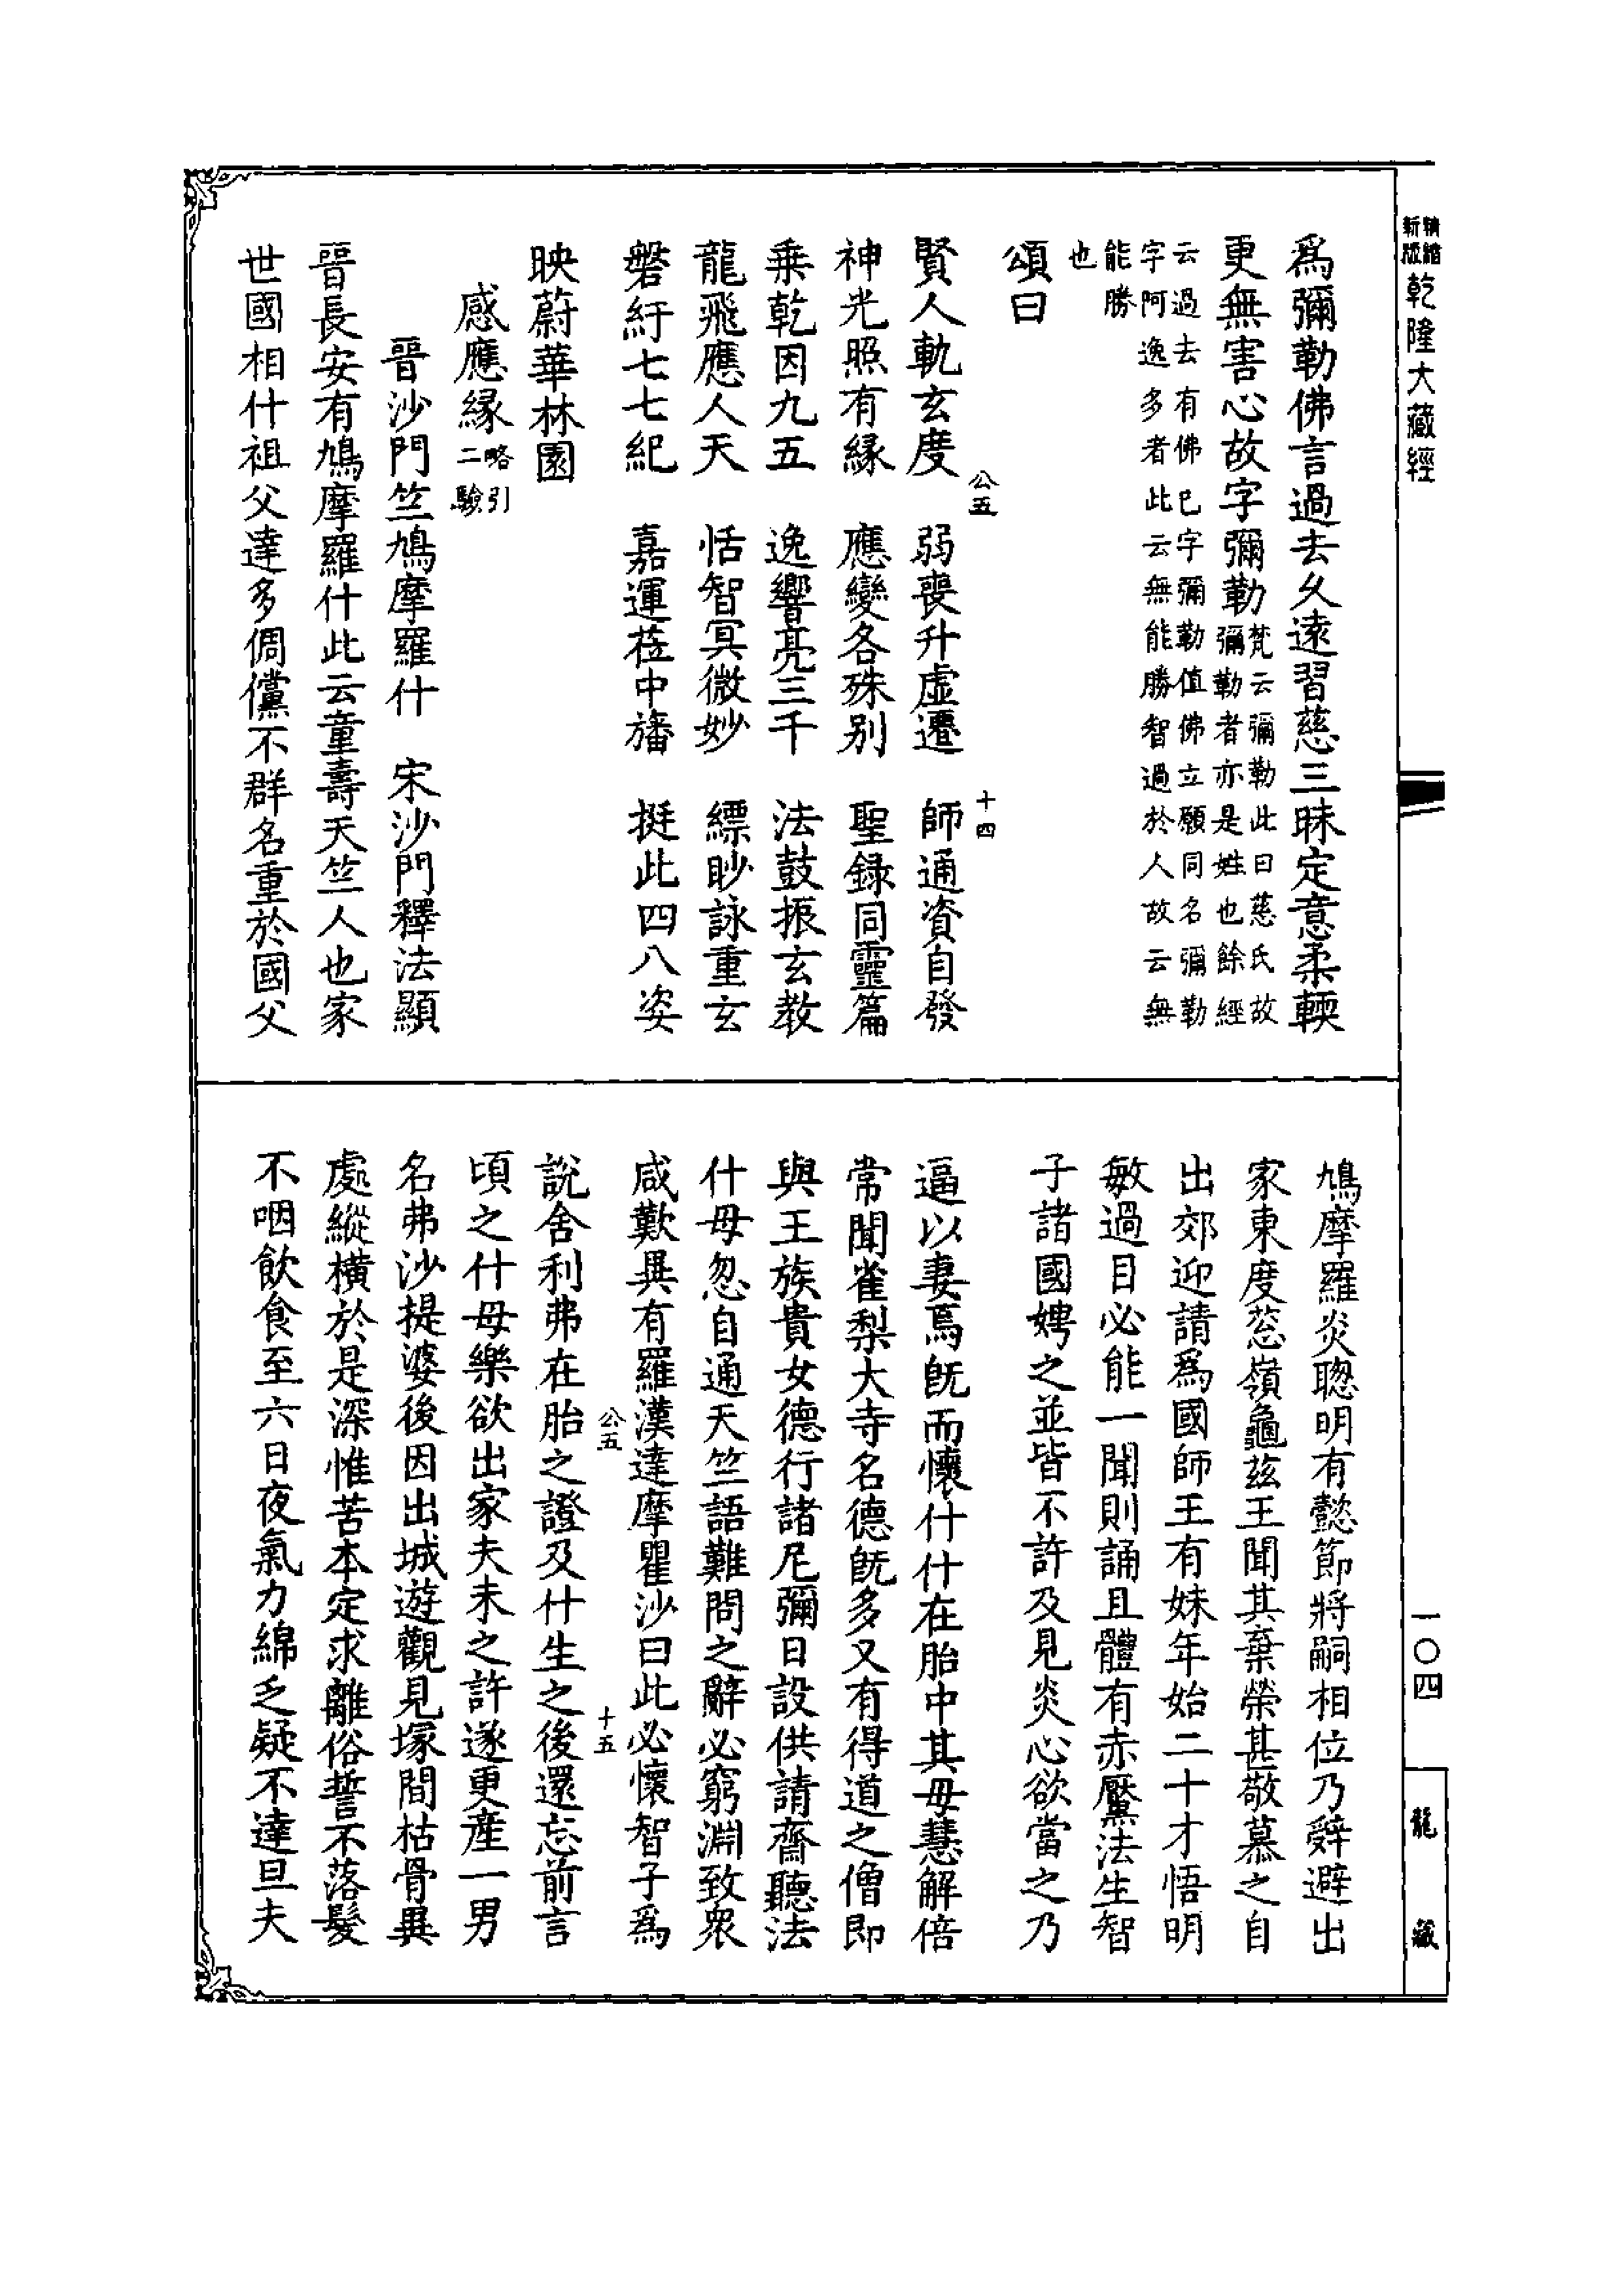 新版
精縮
乾隆大藏經
一〇四
龍藏
為彌勒佛言過去久遠習慈三昧定意柔輭
更無害心故字彌勒
梵云彌勒此曰慈氏故
彌勒者亦是姓也餘經
云過去有佛已字彌勒值佛立願同名彌勒
字阿逸多者此云無能勝智過於人故云無
能勝
也
頌曰
公五
十四
賢人軌玄度　弱喪升虛遷　師通資自發
神光照有緣　應變各殊別　聖錄同靈篇
乗乾因九五　逸響亮三千　法鼓振玄教
龍飛應人天　恬智冥微妙　縹眇詠重玄
磐紆七七紀　嘉運莅中旛　挺此四八姿
映蔚華林園
感應緣
略引
二驗
晉沙門竺鳩摩羅什　宋沙門釋法顯
晉長安有鳩摩羅什此云童壽天竺人也家
世國相什祖父達多倜儻不群名重於國父
鳩摩羅炎聰明有懿節將嗣相位乃辤避出
家東度葱嶺龜茲王聞其棄榮甚敬慕之自
出郊迎請為國師王有妹年始二十才悟明
敏過目必能一聞則誦且體有赤黶法生智
子諸國娉之並皆不許及見炎心欲當之乃
逼以妻焉旣而懷什什在胎中其母慧解倍
常聞雀梨大寺名德旣多又有得道之僧即
與王族貴女德行諸尼彌日設供請齋聽法
什母忽自通天竺語難問之辭必窮淵致衆
咸歎異有羅漢達摩瞿沙曰此必懷智子為
公五
十五
說舍利弗在胎之證及什生之後還忘前言
頃之什母樂欲出家夫未之許遂更產一男
名弗沙提婆後因出城遊觀見塚間枯骨異
處縱橫於是深惟苦本定求離俗誓不落髮
不咽飲食至六日夜氣力綿乏疑不達旦夫